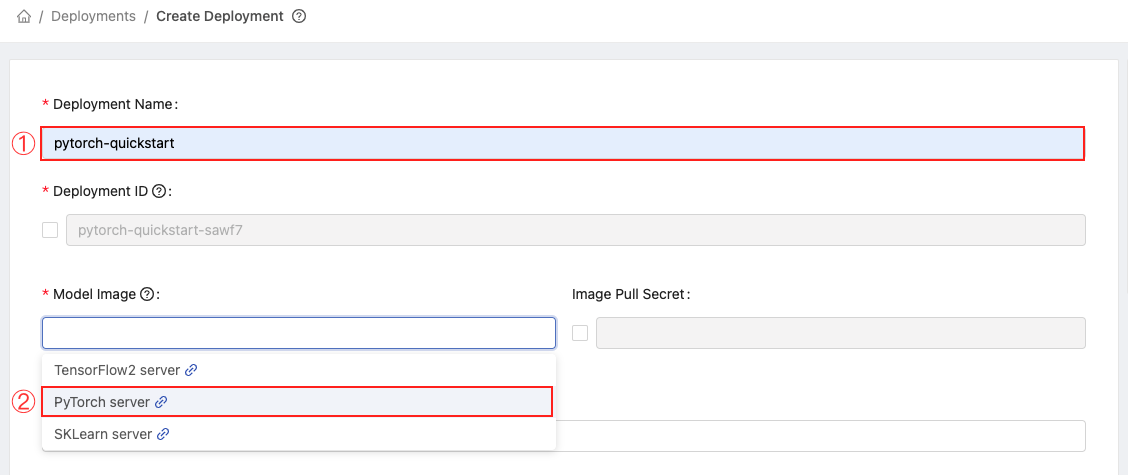 / Deployments / Create Deployment ?
* Deployment Name:
① pytorch-quickstart
* Deployment ID ?:
pytorch-quickstart-sawf7
* Model Image ?: Image Pull Secret:
TensorFlow2 server
② PyTorch server
SKLearn server